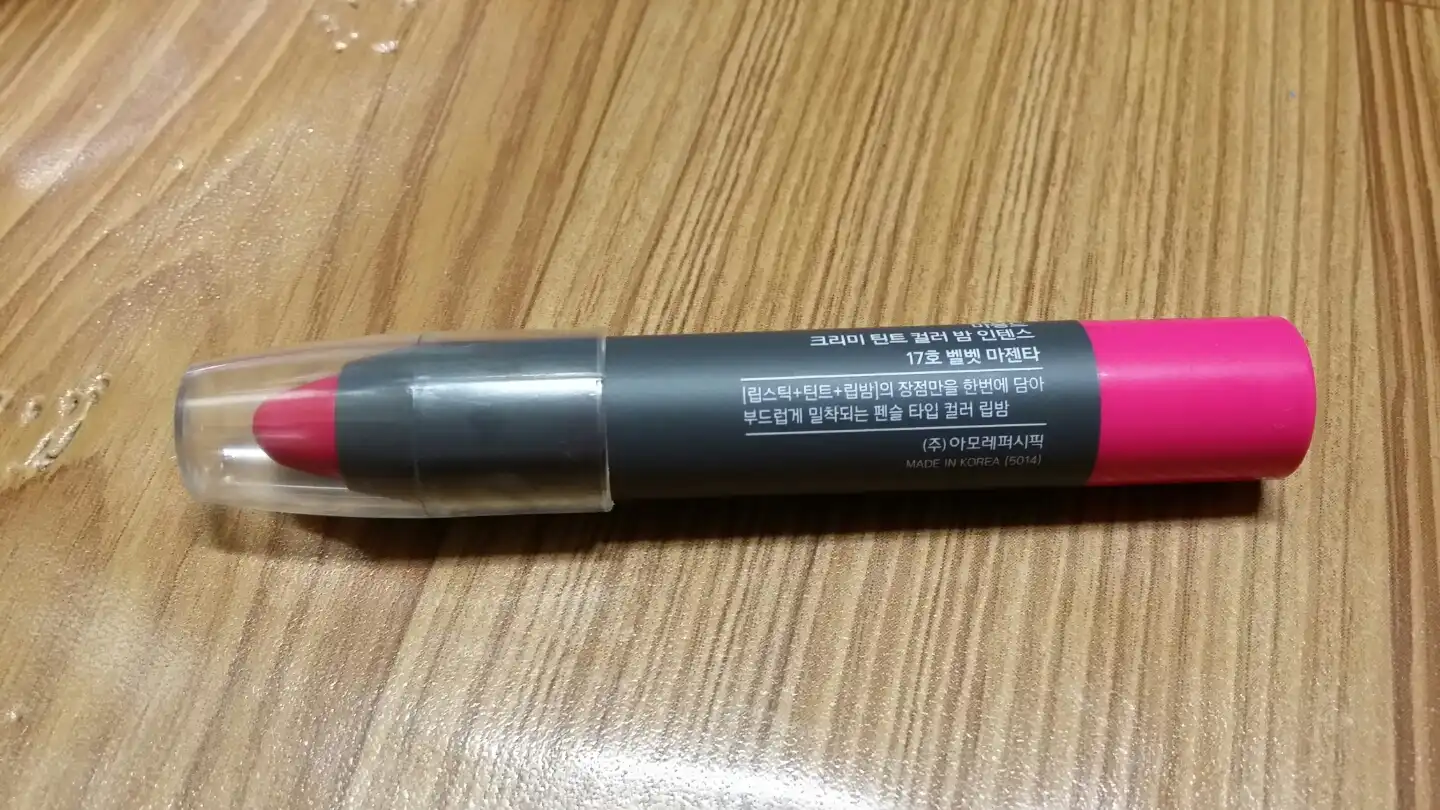 크리미 틴트 컬러 밤 인텐스
17호 벨벳 마젠타
[립스틱+틴트+립밤]의 장점만을 한번에 담아
부드럽게 밀착되는 펜슬 타입 컬러 립밤
(주)아모레퍼시픽
MADE IN KOREA (5014)